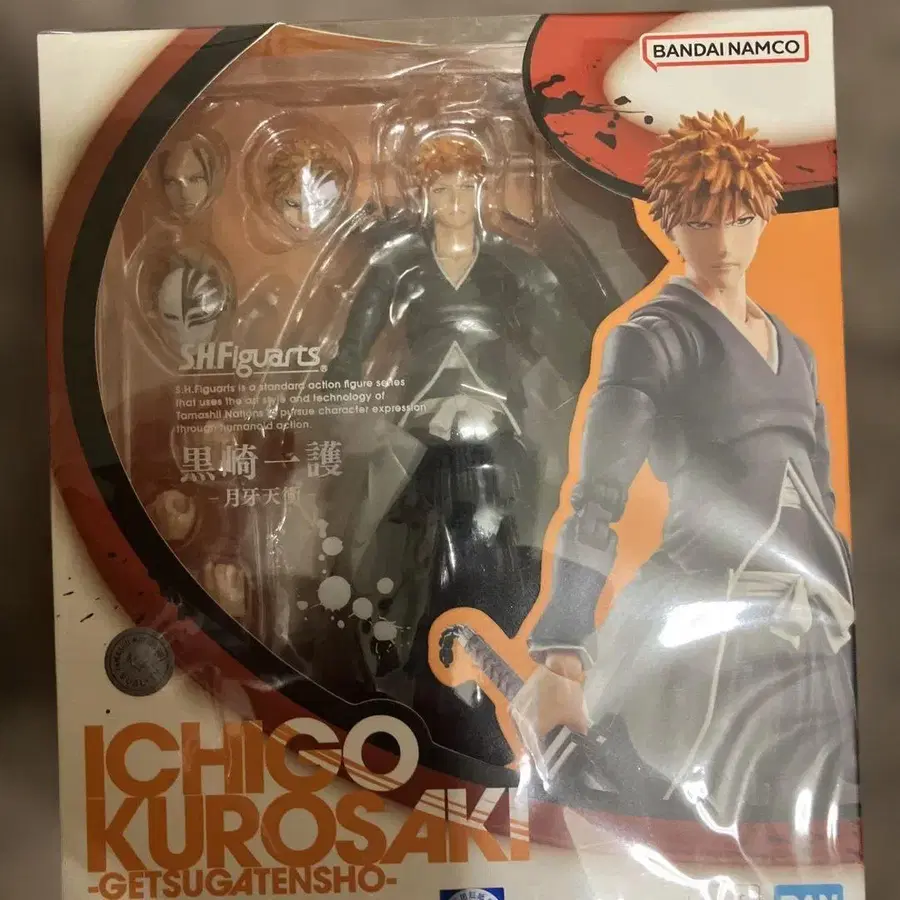 BANDAI NAMCO
S.H.Figuarts®
S.H.Figuarts is a standard action figure series
that uses the art style and technology of
Tamashii Nations to pursue character expression
through humanoid action.
黒崎一護
-月牙天衝-
ICHIGO
KUROSAKI
-GETSUGATENSHO-